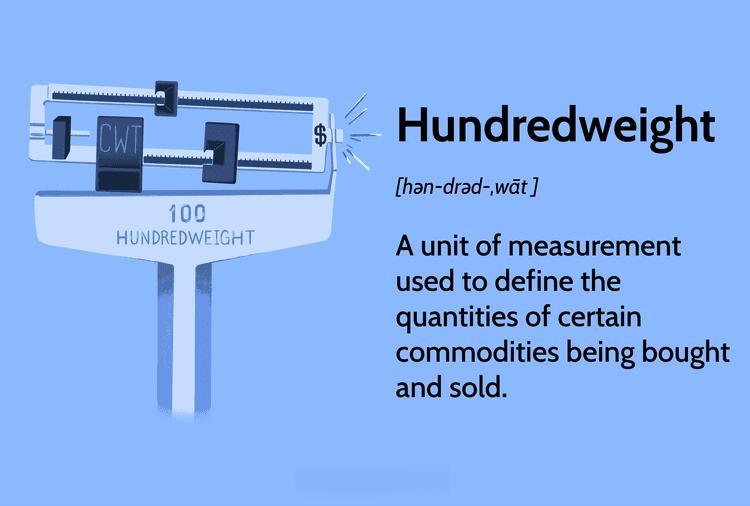 CWT
$
100
HUNDREDWEIGHT
Hundredweight
[hən-drəd-,wāt ]
A unit of measurement
used to define the
quantities of certain
commodities being bought
and sold.